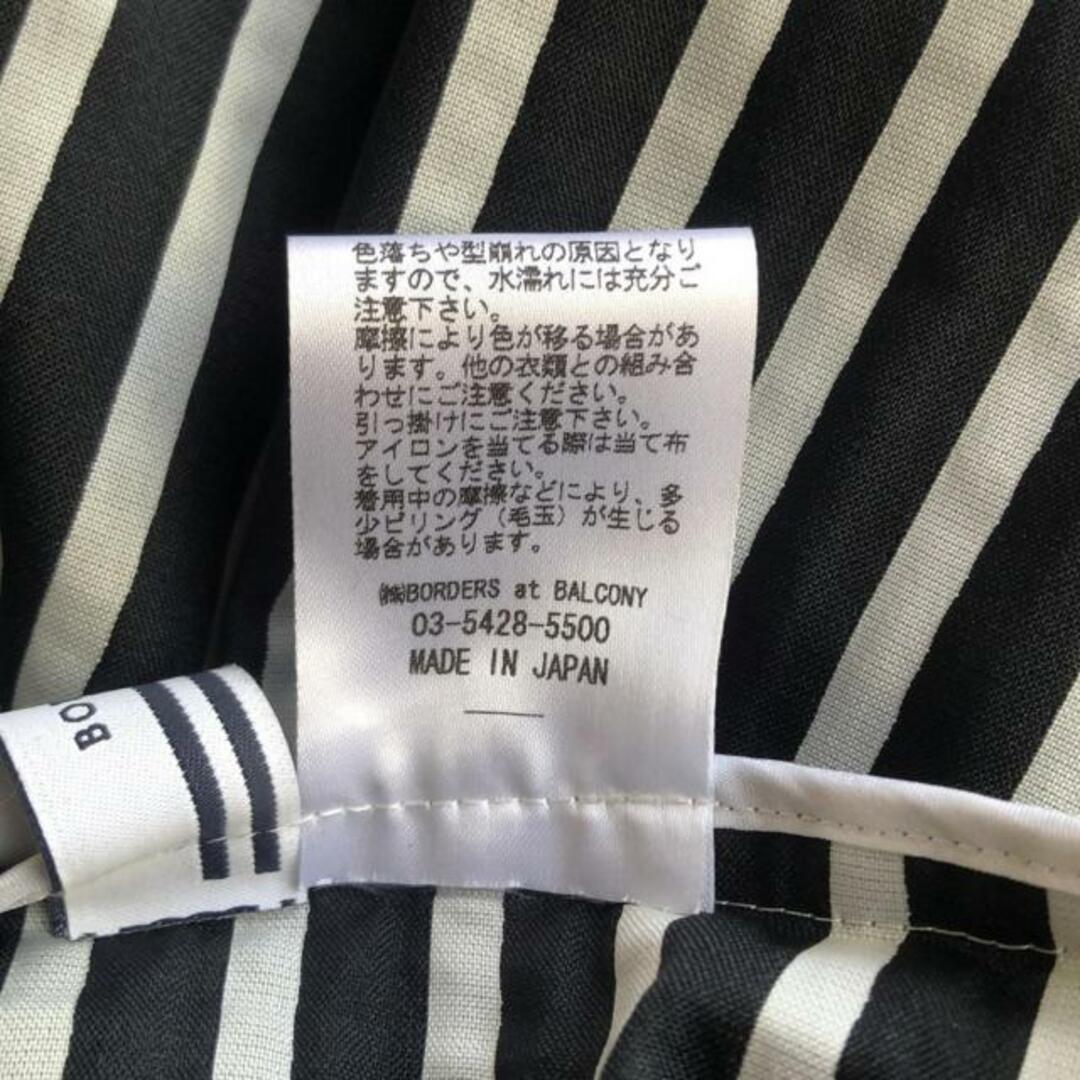 色落ちや型崩れの原因となり
ますので、水濡れには充分ご
注意下さい。
摩擦により色が移る場合があ
ります。他の衣類との組み合
わせにご注意ください。
引っ掛けにご注意下さい。
アイロンを当てる際は当て布
をしてください。
着用中の摩擦などにより、多
少ピリング（毛玉）が生じる
場合があります。
㈱BORDERS at BALCONY
03-5428-5500
MADE IN JAPAN